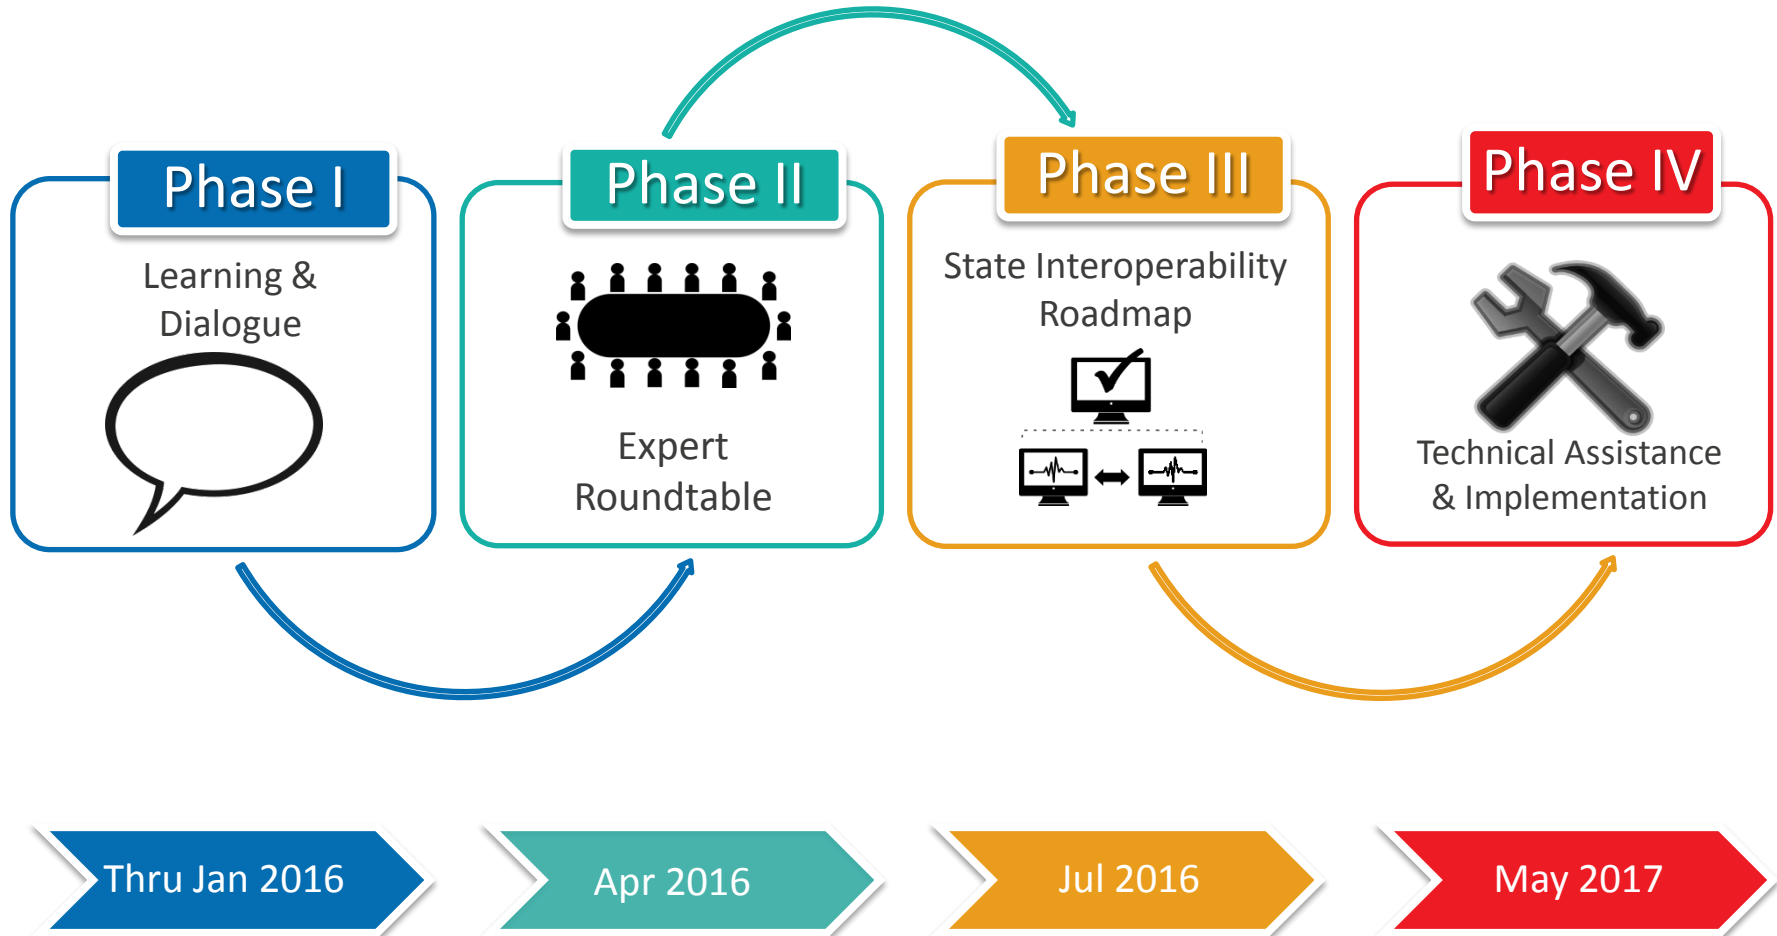 Phase I
Learning &
Dialogue
Phase II
Expert
Roundtable
Phase III
State Interoperability
Roadmap
Phase IV
Technical Assistance
& Implementation
Thru Jan 2016
Apr 2016
Jul 2016
May 2017